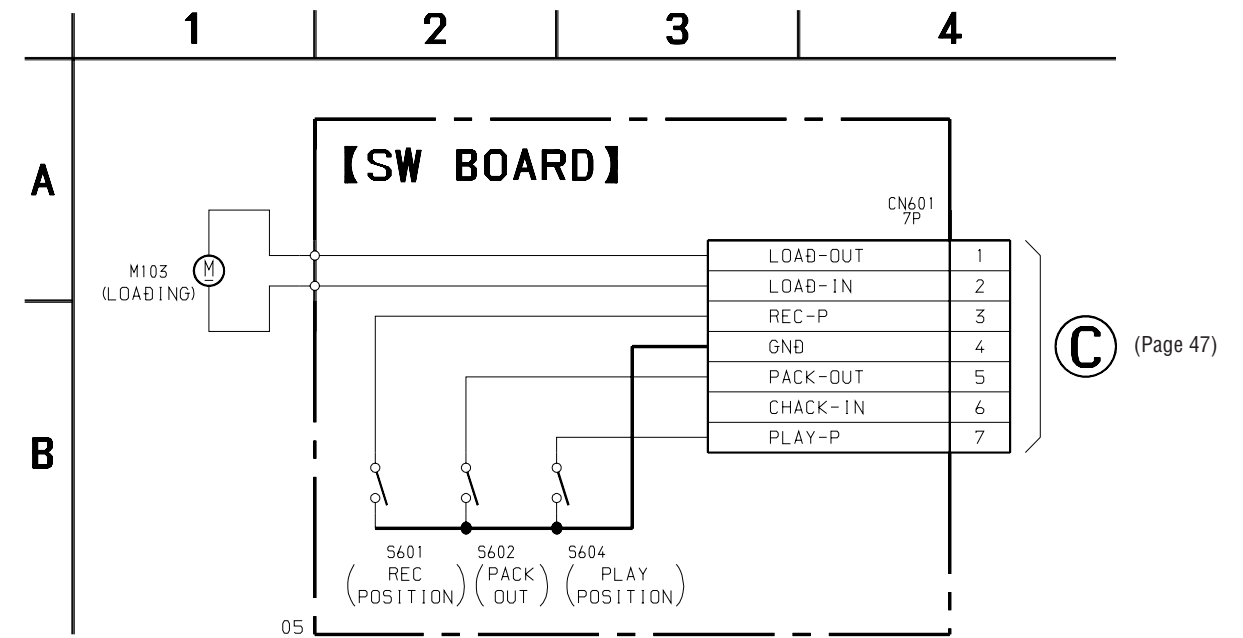 1 2 3 4
A
【SW BOARD】
CN601
7P
M103
(LOADING)
M
LOAD-OUT 1
LOAD-IN 2
REC-P 3
GND 4
PACK-OUT 5
CHACK-IN 6
PLAY-P 7
C (Page 47)
B
S601 S602 S604
(REC (PACK (PLAY
POSITION) OUT) POSITION)
05